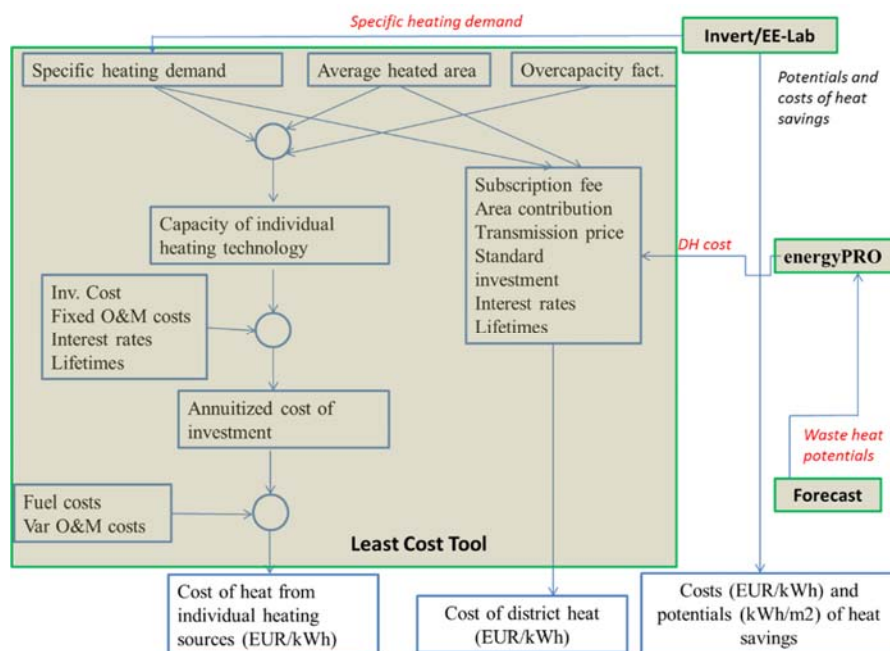 Specific heating demand
Invert/EE-Lab
Specific heating demand
Average heated area
Overcapacity fact.
Potentials and
costs of heat
savings
Subscription fee
Area contribution
Transmission price
Standard
investment
Interest rates
Lifetimes
Capacity of individual
heating technology
DH cost
energyPRO
Inv. Cost
Fixed O&M costs
Interest rates
Lifetimes
Annuitized cost of
investment
Waste heat
potentials
Forecast
Fuel costs
Var O&M costs
Least Cost Tool
Cost of heat from
individual heating
sources (EUR/kWh)
Cost of district heat
(EUR/kWh)
Costs (EUR/kWh) and
potentials (kWh/m2) of heat
savings